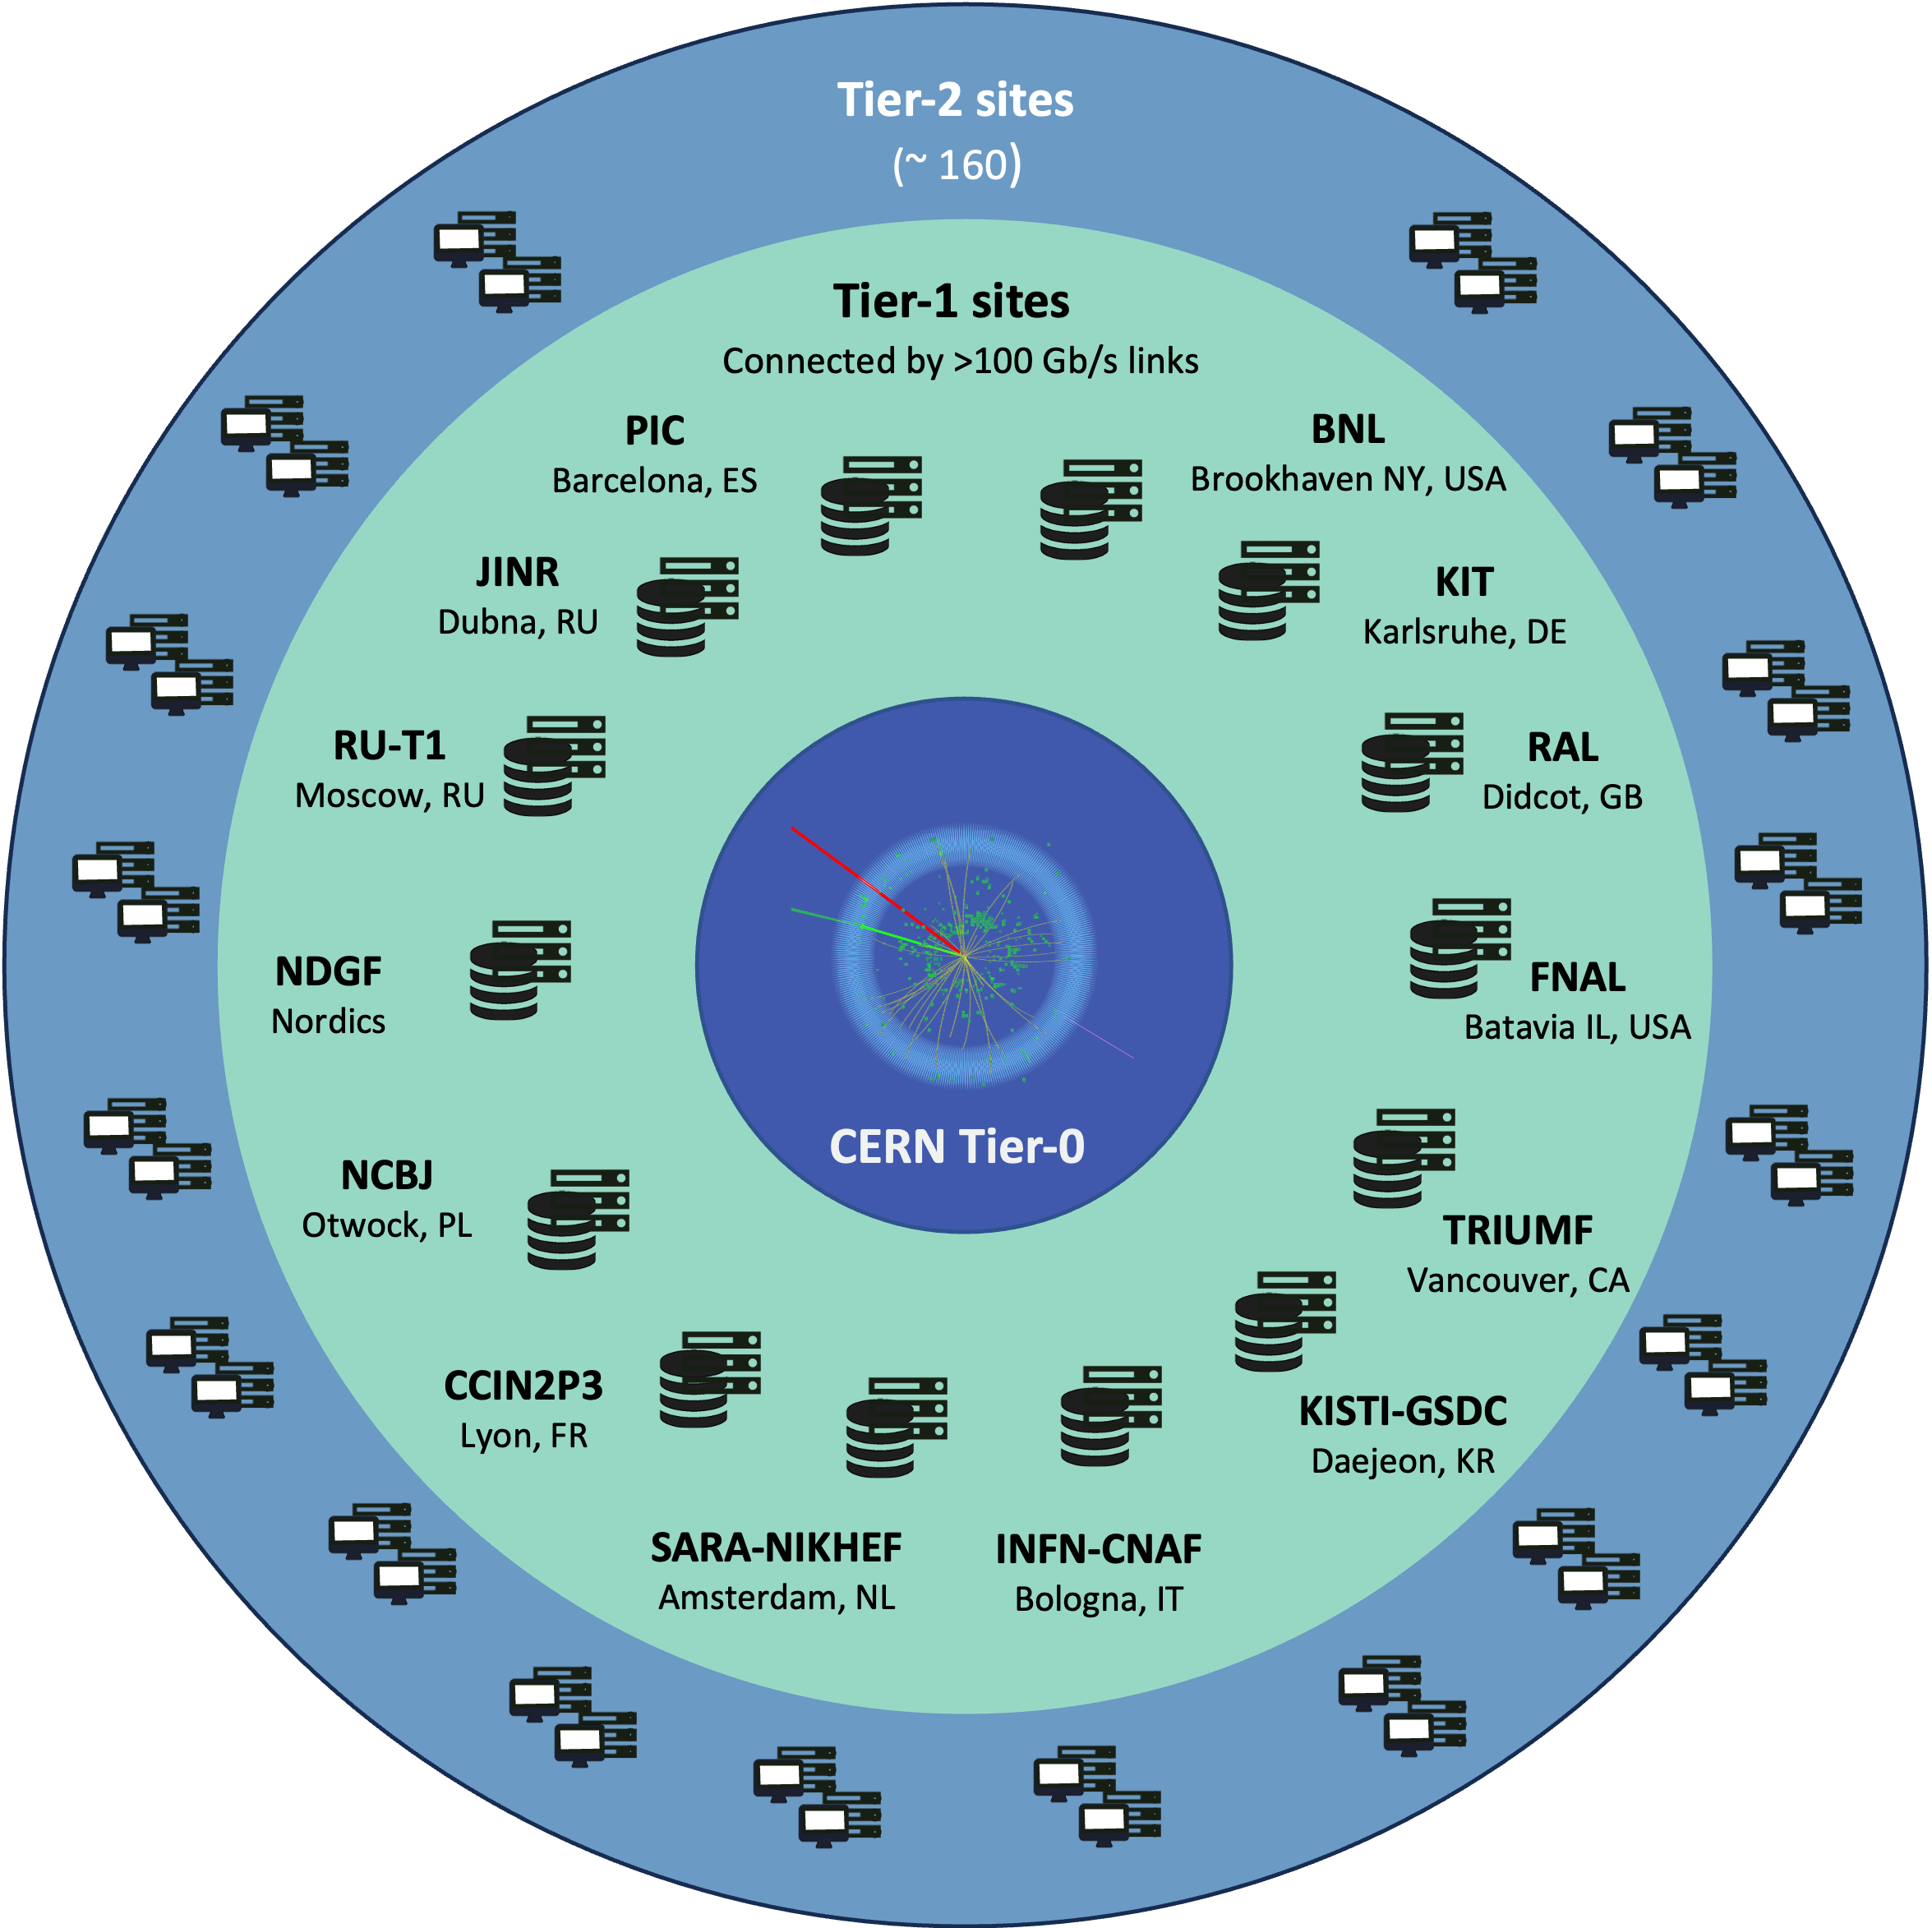 Tier-2 sites
(~ 160)
Tier-1 sites
Connected by >100 Gb/s links
PIC
Barcelona, ES
BNL
Brookhaven NY, USA
JINR
Dubna, RU
KIT
Karlsruhe, DE
RU-T1
Moscow, RU
RAL
Didcot, GB
NDGF
Nordics
FNAL
Batavia IL, USA
CERN Tier-0
NCBJ
Otwock, PL
TRIUMF
Vancouver, CA
CCIN2P3
Lyon, FR
KISTI-GSDC
Daejeon, KR
SARA-NIKHEF
Amsterdam, NL
INFN-CNAF
Bologna, IT